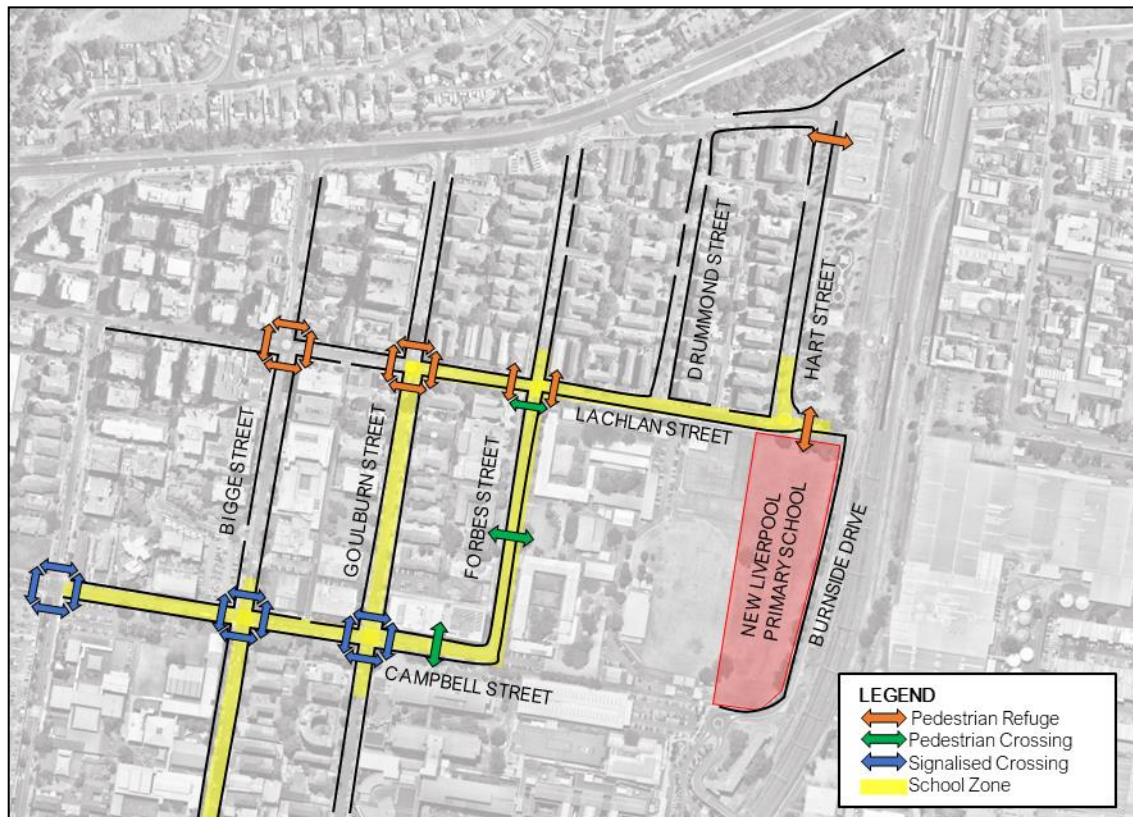 DRUMMOND STREET
HART STREET
LACHLAN STREET
BIGGE STREET
GOULBURN STREET
FORBES STREET
NEW LIVERPOOL
PRIMARY SCHOOL
BURNSIDE DRIVE
CAMPBELL STREET
LEGEND
Pedestrian Refuge
Pedestrian Crossing
Signalised Crossing
School Zone